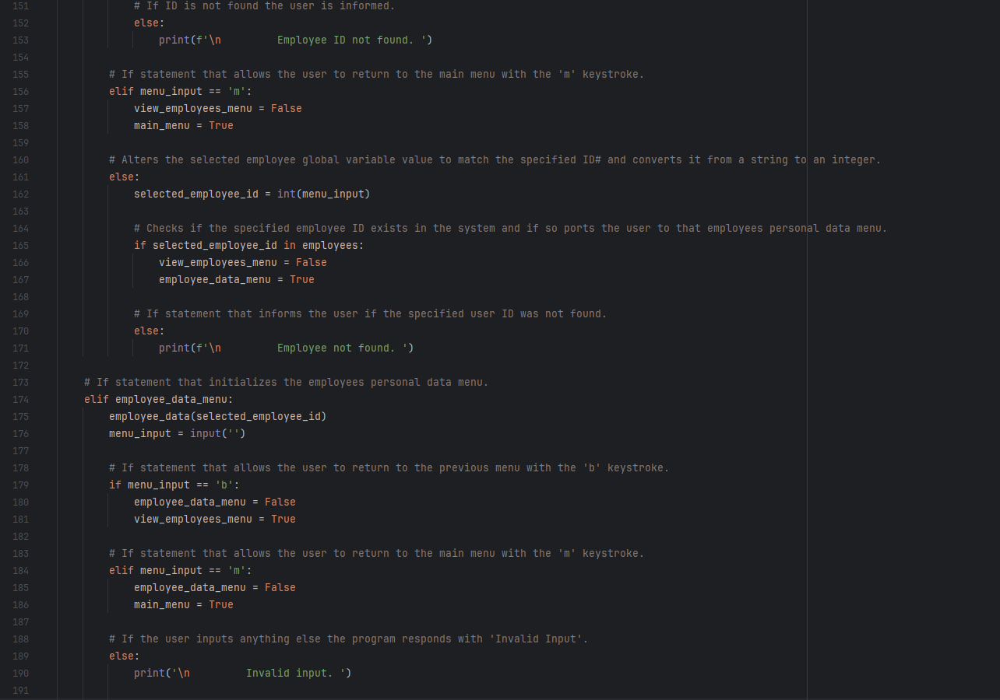 151 # If ID is not found the user is informed.
152 else:
153 print(f'\n         Employee ID not found. ')
154
155 # If statement that allows the user to return to the main menu with the 'm' keystroke.
156 elif menu_input == 'm':
157 view_employees_menu = False
158 main_menu = True
159
160 # Alters the selected employee global variable value to match the specified ID# and converts it from a string to an integer.
161 else:
162 selected_employee_id = int(menu_input)
163
164 # Checks if the specified employee ID exists in the system and if so ports the user to that employees personal data menu.
165 if selected_employee_id in employees:
166 view_employees_menu = False
167 employee_data_menu = True
168
169 # If statement that informs the user if the specified user ID was not found.
170 else:
171 print(f'\n         Employee not found. ')
172
173 # If statement that initializes the employees personal data menu.
174 elif employee_data_menu:
175 employee_data(selected_employee_id)
176 menu_input = input('')
177
178 # If statement that allows the user to return to the previous menu with the 'b' keystroke.
179 if menu_input == 'b':
180 employee_data_menu = False
181 view_employees_menu = True
182
183 # If statement that allows the user to return to the main menu with the 'm' keystroke.
184 elif menu_input == 'm':
185 employee_data_menu = False
186 main_menu = True
187
188 # If the user inputs anything else the program responds with 'Invalid Input'.
189 else:
190 print('\n         Invalid input. ')
191